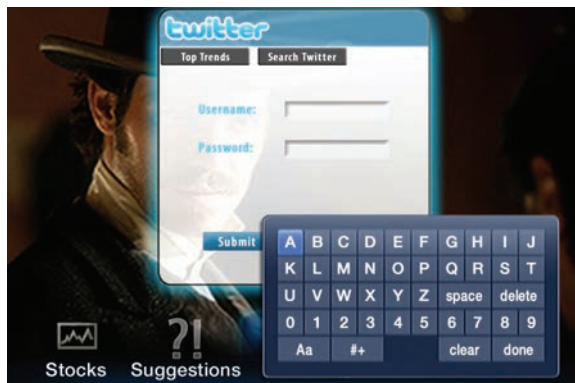 twitter
Top Trends Search Twitter
Username:
Password:
Submit
A B C D E F G H I J
K L M N O P Q R S T
U V W X Y Z space delete
0 1 2 3 4 5 6 7 8 9
Aa #+ clear done
?!
Stocks Suggestions